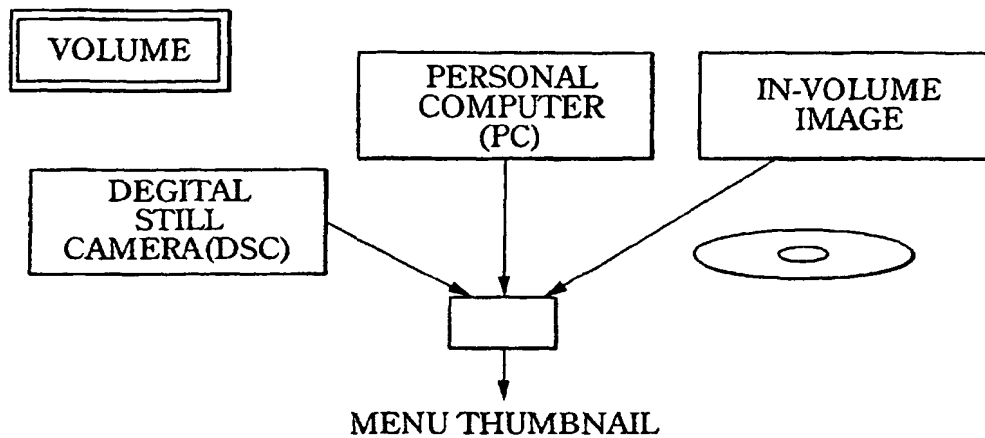 VOLUME
PERSONAL
COMPUTER
(PC)
IN-VOLUME
IMAGE
DEGITAL
STILL
CAMERA(DSC)
MENU THUMBNAIL